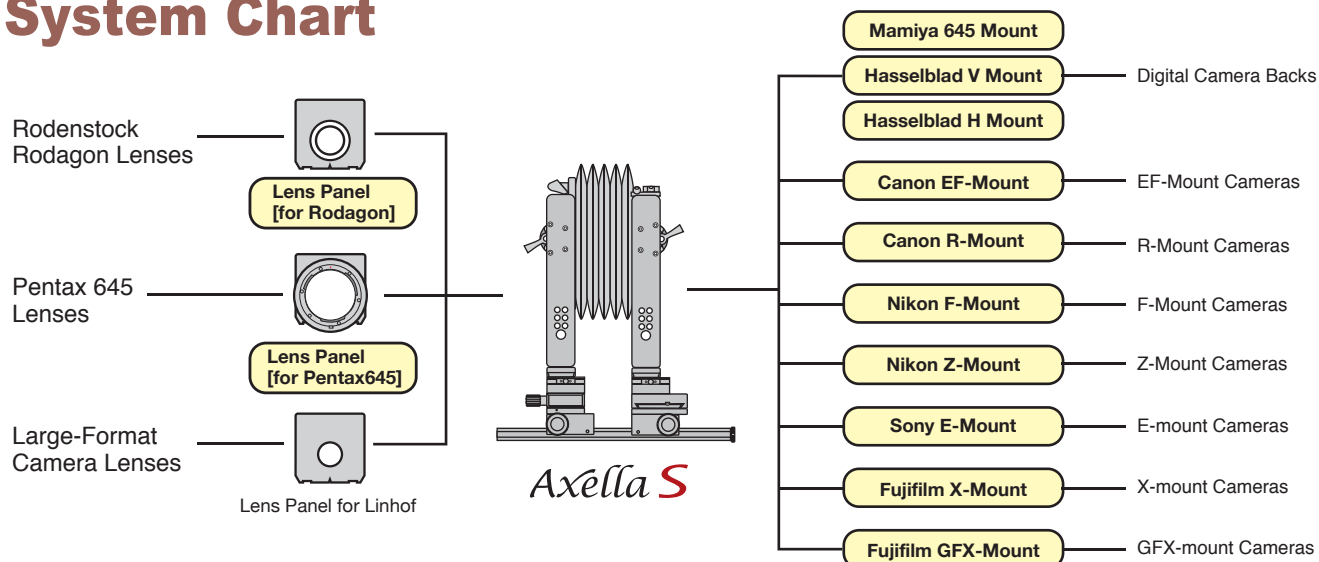 System Chart
Rodenstock
Rodagon Lenses
Lens Panel
[for Rodagon]
Pentax 645
Lenses
Lens Panel
[for Pentax645]
Large-Format
Camera Lenses
Lens Panel for Linhof
Axella S
Mamiya 645 Mount
Hasselblad V Mount
Digital Camera Backs
Hasselblad H Mount
Canon EF-Mount
EF-Mount Cameras
Canon R-Mount
R-Mount Cameras
Nikon F-Mount
F-Mount Cameras
Nikon Z-Mount
Z-Mount Cameras
Sony E-Mount
E-mount Cameras
Fujifilm X-Mount
X-mount Cameras
Fujifilm GFX-Mount
GFX-mount Cameras